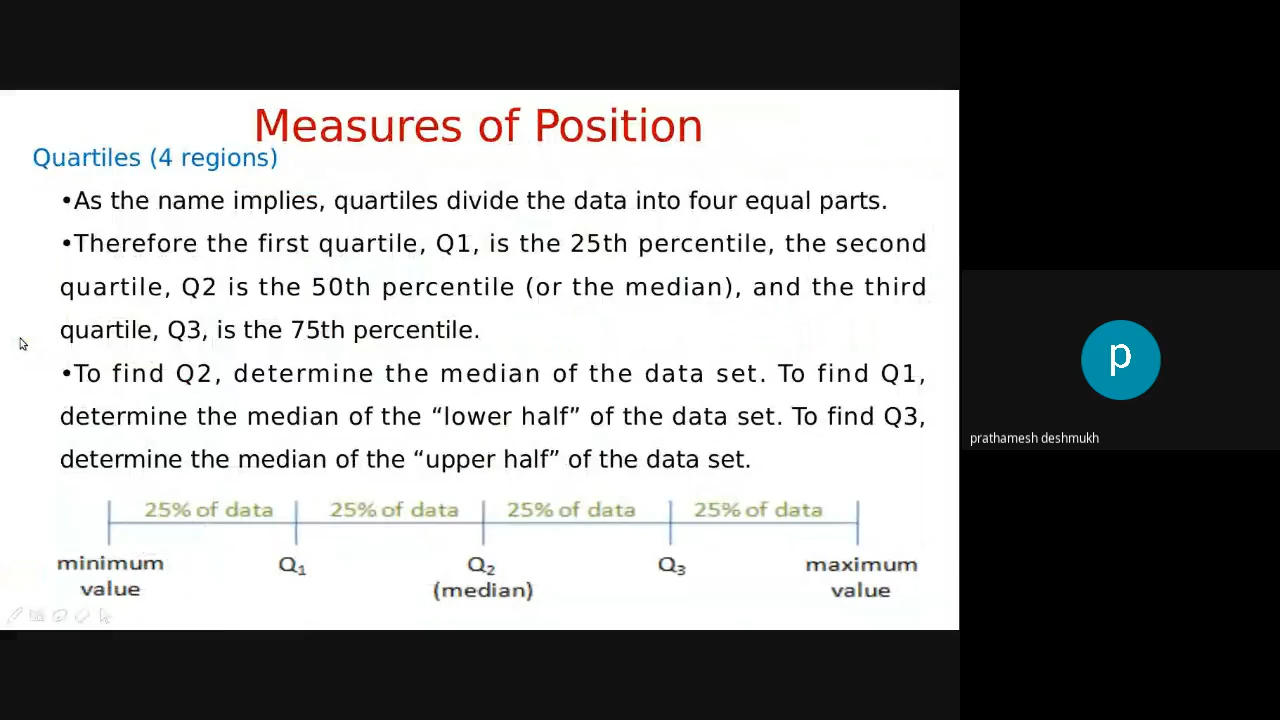 Measures of Position
Quartiles (4 regions)
•As the name implies, quartiles divide the data into four equal parts.
•Therefore the first quartile, Q1, is the 25th percentile, the second
quartile, Q2 is the 50th percentile (or the median), and the third
quartile, Q3, is the 75th percentile.
•To find Q2, determine the median of the data set. To find Q1,
determine the median of the “lower half” of the data set. To find Q3,
determine the median of the “upper half” of the data set.
25% of data 25% of data 25% of data 25% of data
minimum Q₁ Q₂ Q₃ maximum
value (median) value
p
prathamesh deshmukh